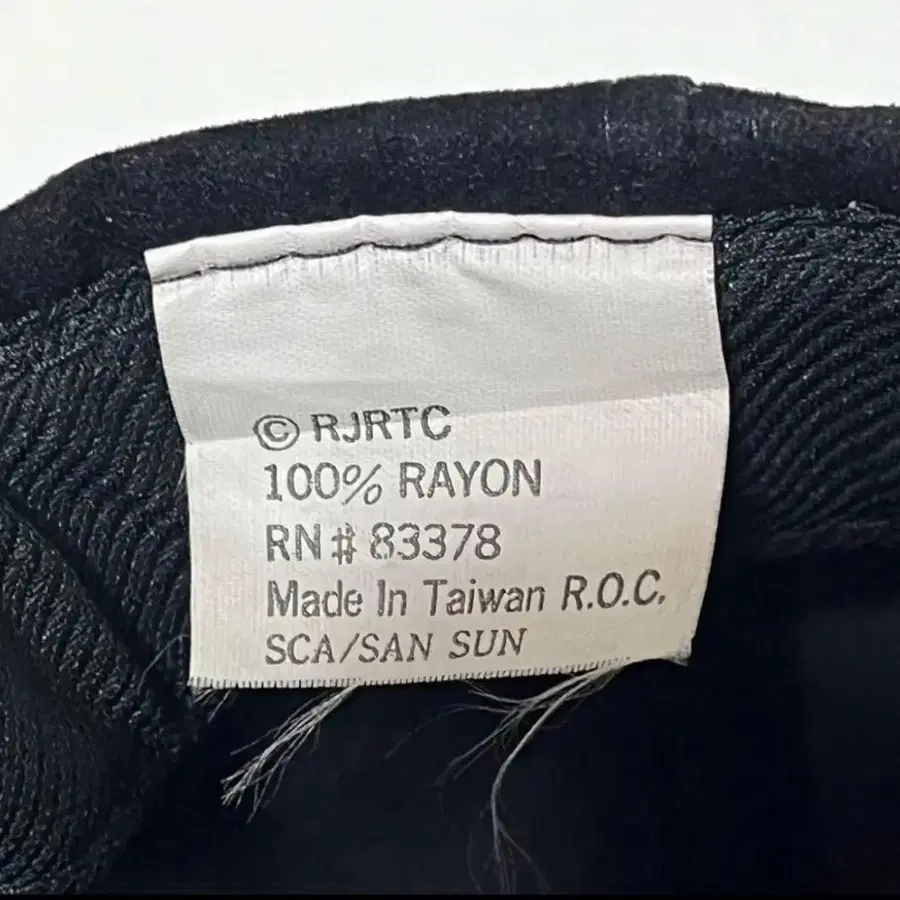 © RJRTC
100% RAYON
RN# 83378
Made In Taiwan R.O.C.
SCA/SAN SUN